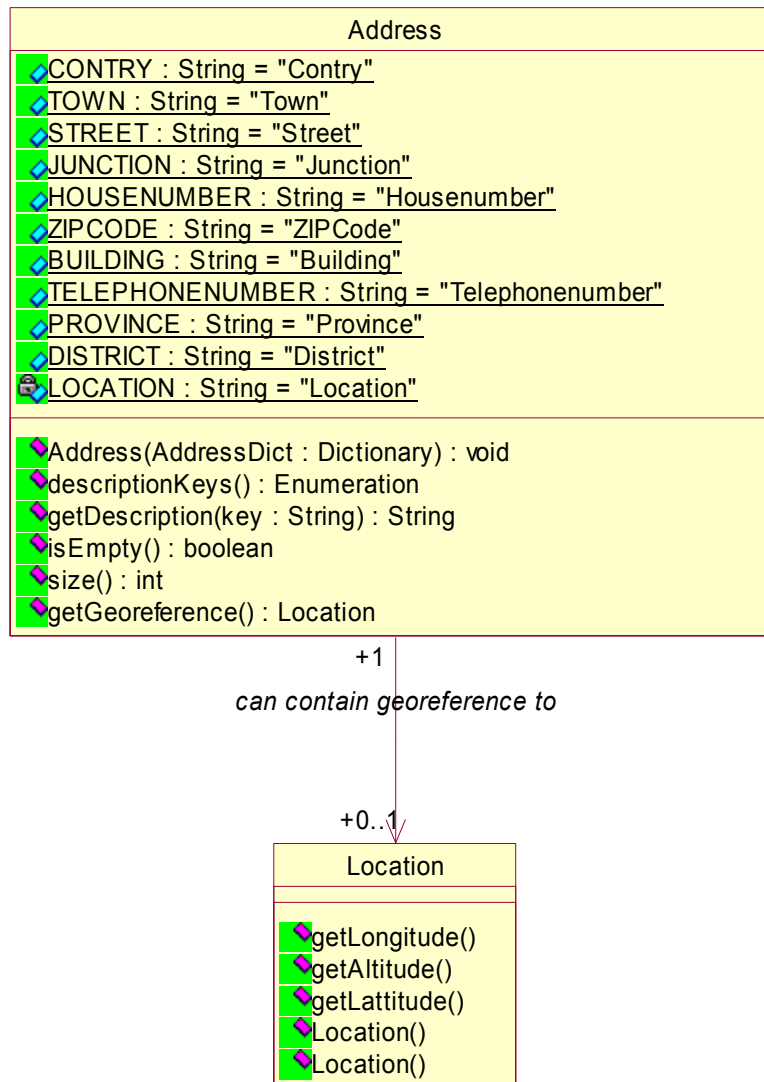 Address
CONTRY : String = "Contry"
TOWN : String = "Town"
STREET : String = "Street"
JUNCTION : String = "Junction"
HOUSENUMBER : String = "Housenumber"
ZIPCODE : String = "ZIPCode"
BUILDING : String = "Building"
TELEPHONENUMBER : String = "Telephonenumber"
PROVINCE : String = "Province"
DISTRICT : String = "District"
LOCATION : String = "Location"
Address(AddressDict : Dictionary) : void
descriptionKeys() : Enumeration
getDescription(key : String) : String
isEmpty() : boolean
size() : int
getGeoreference() : Location
+1
can contain georeference to
+0..1
Location
getLongitude()
getAltitude()
getLattitude()
Location()
Location()